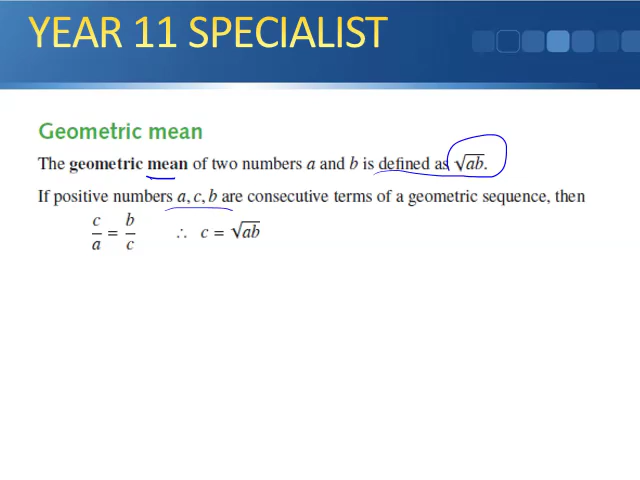 YEAR 11 SPECIALIST
Geometric mean
The geometric mean of two numbers a and b is defined as √ab.
If positive numbers a, c, b are consecutive terms of a geometric sequence, then
c/a = b/c ∴ c = √ab